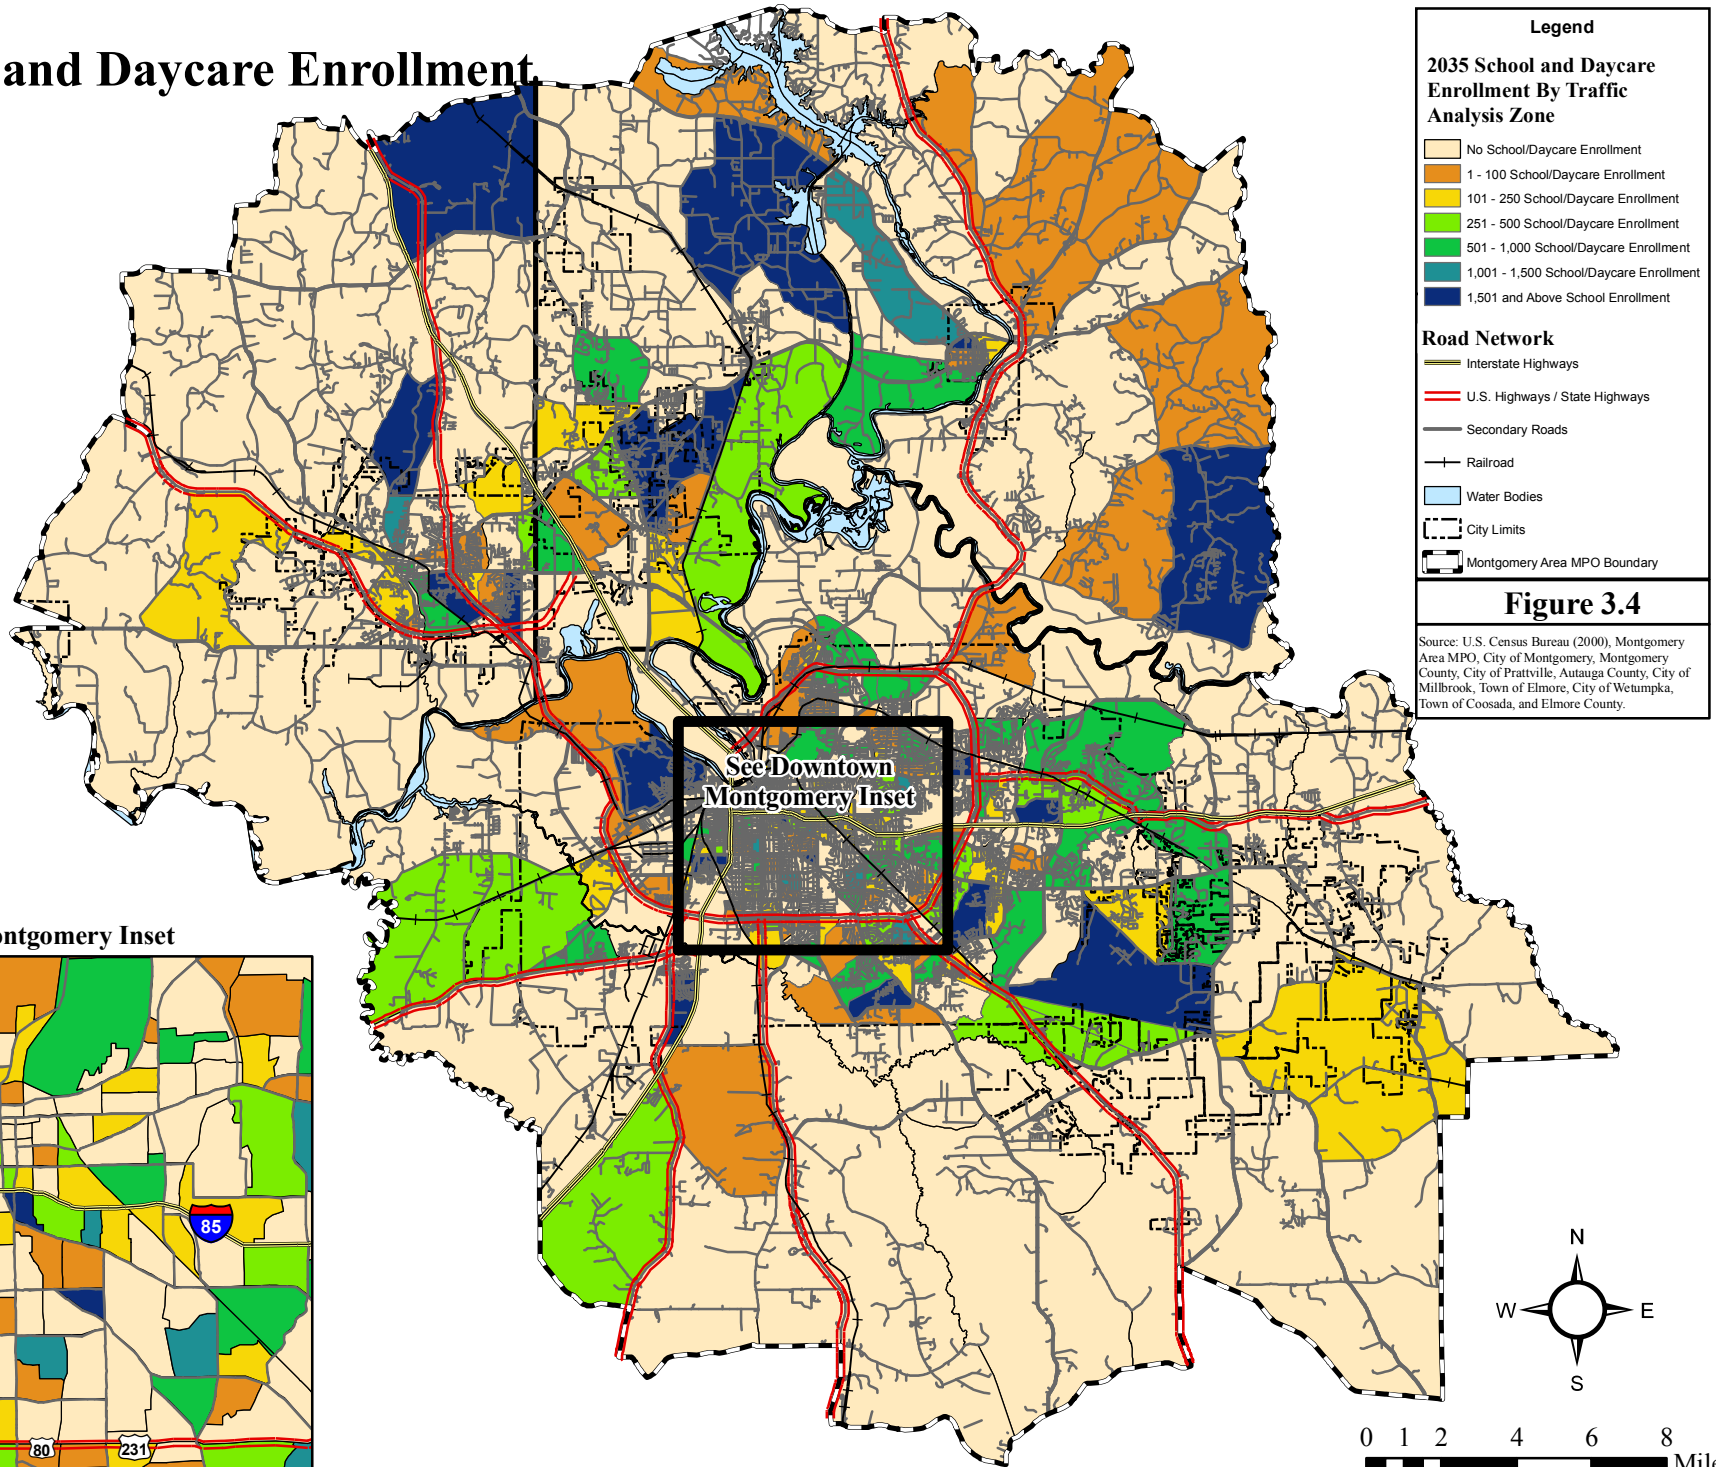 and Daycare Enrollment
Legend
2035 School and Daycare
Enrollment By Traffic
Analysis Zone
No School/Daycare Enrollment
1 - 100 School/Daycare Enrollment
101 - 250 School/Daycare Enrollment
251 - 500 School/Daycare Enrollment
501 - 1,000 School/Daycare Enrollment
1,001 - 1,500 School/Daycare Enrollment
1,501 and Above School Enrollment
Road Network
Interstate Highways
U.S. Highways / State Highways
Secondary Roads
Railroad
Water Bodies
City Limits
Montgomery Area MPO Boundary
Figure 3.4
Source: U.S. Census Bureau (2000), Montgomery
Area MPO, City of Montgomery, Montgomery
County, City of Prattville, Autauga County, City of
Millbrook, Town of Elmore, City of Wetumpka,
Town of Coosada, and Elmore County.
See Downtown
Montgomery Inset
ontgomery Inset
85
80
231
N
W E
S
0 1 2 4 6 8
Mile